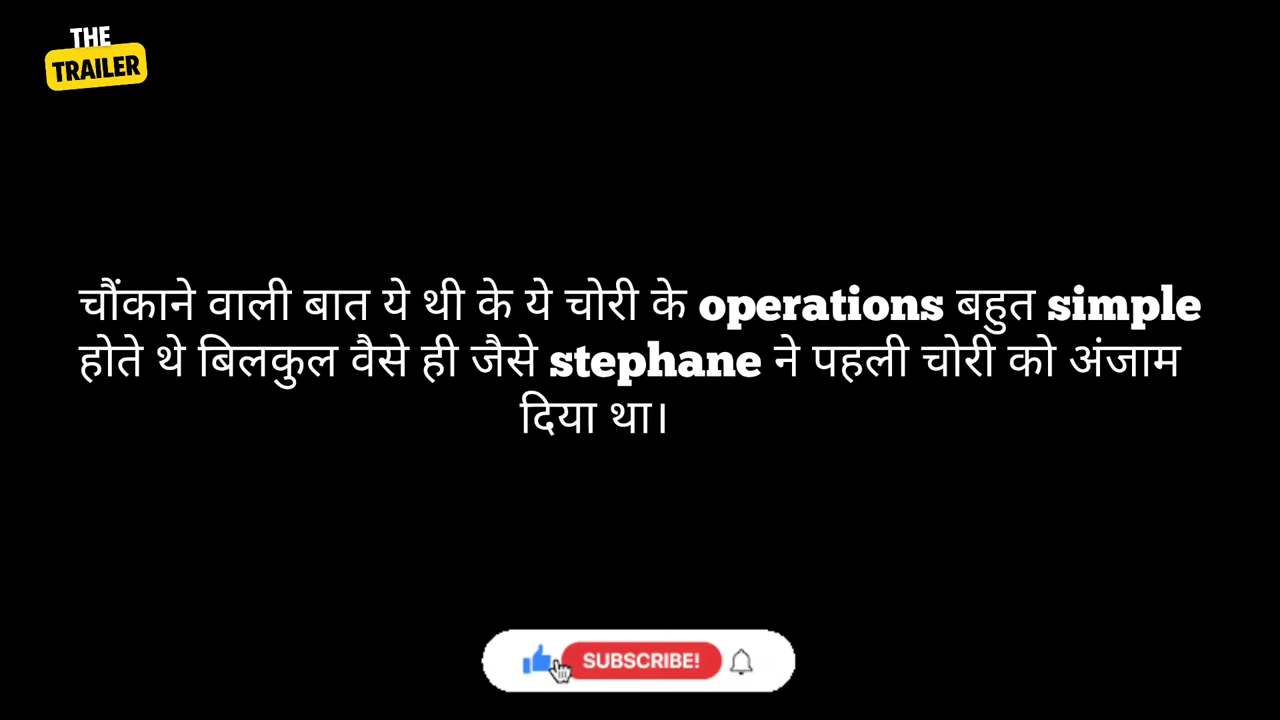 THE
TRAILER
चौंकाने वाली बात ये थी के ये चोरी के operations बहुत simple
होते थे बिलकुल वैसे ही जैसे stephane ने पहली चोरी को अंजाम
दिया था।
SUBSCRIBE!